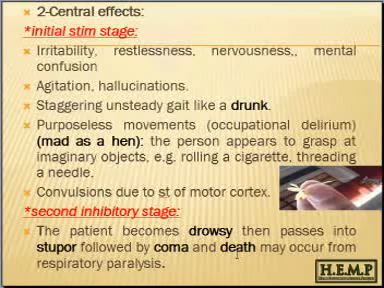 2-Central effects:
*initial stim stage:
Irritability, restlessness, nervousness,, mental
confusion
Agitation, hallucinations.
Staggering unsteady gait like a drunk.
Purposeless movements (occupational delirium)
(mad as a hen): the person appears to grasp at
imaginary objects, e.g. rolling a cigarette, threading
a needle.
Convulsions due to st of motor cortex.
*second inhibitory stage:
The patient becomes drowsy then passes into
stupor followed by coma and death may occur from
respiratory paralysis.
H.E.M.P